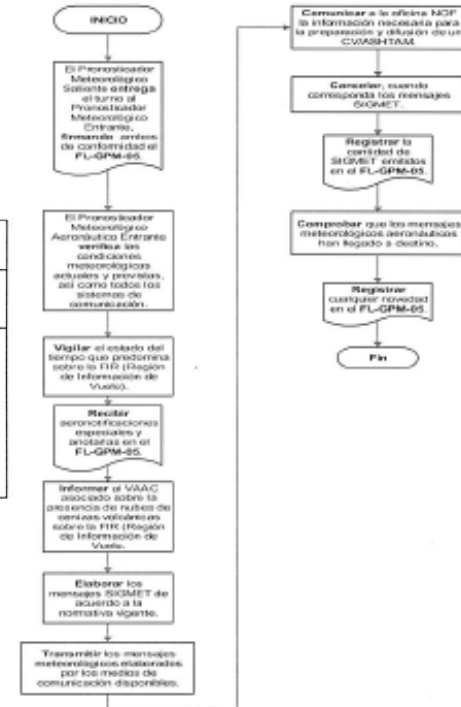 INICIO
El Pronosticador
Meteorológico
Saliente entrega
el turno al
Pronosticador
Meteorológico
Entrante,
firmando ambos
de conformidad el
FL-GPM-05.
El Pronosticador
Meteorológico
Aeronáutico Entrante
verifica las
condiciones
meteorológicas
actuales y previstas,
así como todos los
sistemas de
comunicación.
Vigilar el estado del
tiempo que predomina
sobre la FIR (Región
de Información de
Vuelo).
Recibir
aeronotificaciones
especiales y
anotarlas en el
FL-GPM-05.
Informar al VAAC
asociado sobre la
presencia de nubes de
cenizas volcánicas
sobre la FIR (Región
de Información de
Vuelo.
Elaborar los
mensajes SIGMET de
acuerdo a la
normativa vigente.
Transmitir los mensajes
meteorológicos elaborados
por los medios de
comunicación disponibles.
Comunicar a la oficina NOF
la información necesaria para
la preparación y difusión de un
CV/ASHTAM.
Cancelar, cuando
corresponda los mensajes
SIGMET.
Registrar la
cantidad de
SIGMET emitidos
en el FL-GPM-05.
Comprobar que los mensajes
meteorológicos aeronáuticos
han llegado a destino.
Registrar
cualquier novedad
en el FL-GPM-05.
Fin